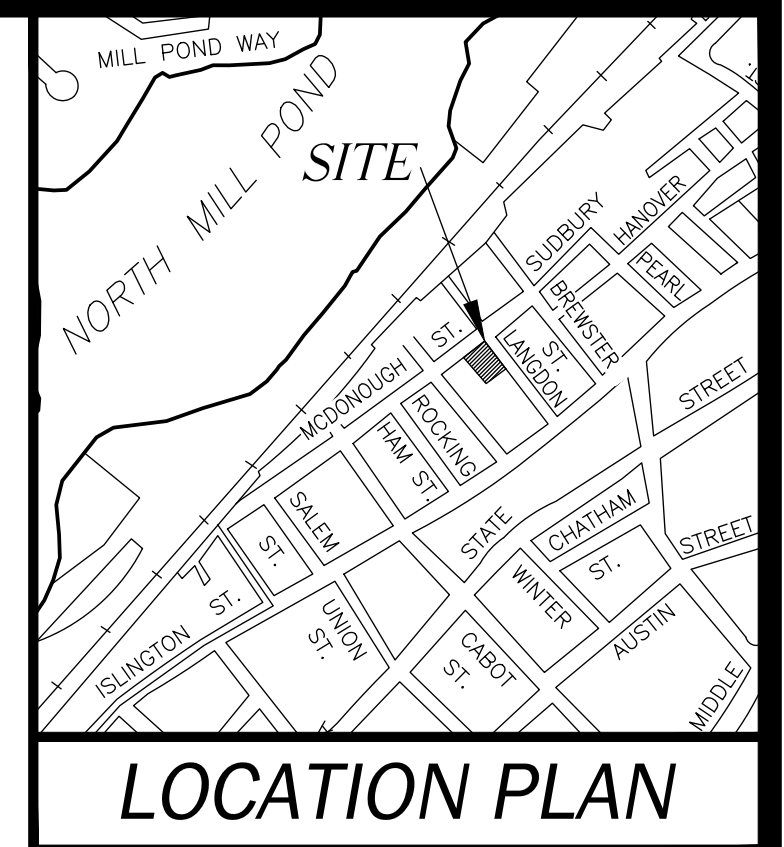 MILL POND WAY
NORTH MILL POND
SITE
SUDBURY
HANOVER
PEARL
BREWSTER
ST.
LANGDON
ST.
MCDONOUGH
ROCKING
HAM ST.
STREET
SALEM
ST.
STATE
CHATHAM
ST.
STREET
WINTER
ISLINGTON
ST.
UNION
ST.
CABOT
ST.
AUSTIN
MIDDLE
LOCATION PLAN